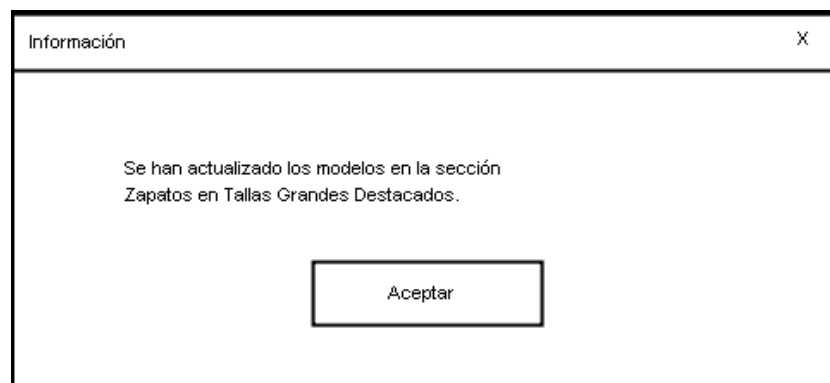 Información X
Se han actualizado los modelos en la sección
Zapatos en Tallas Grandes Destacados.
Aceptar